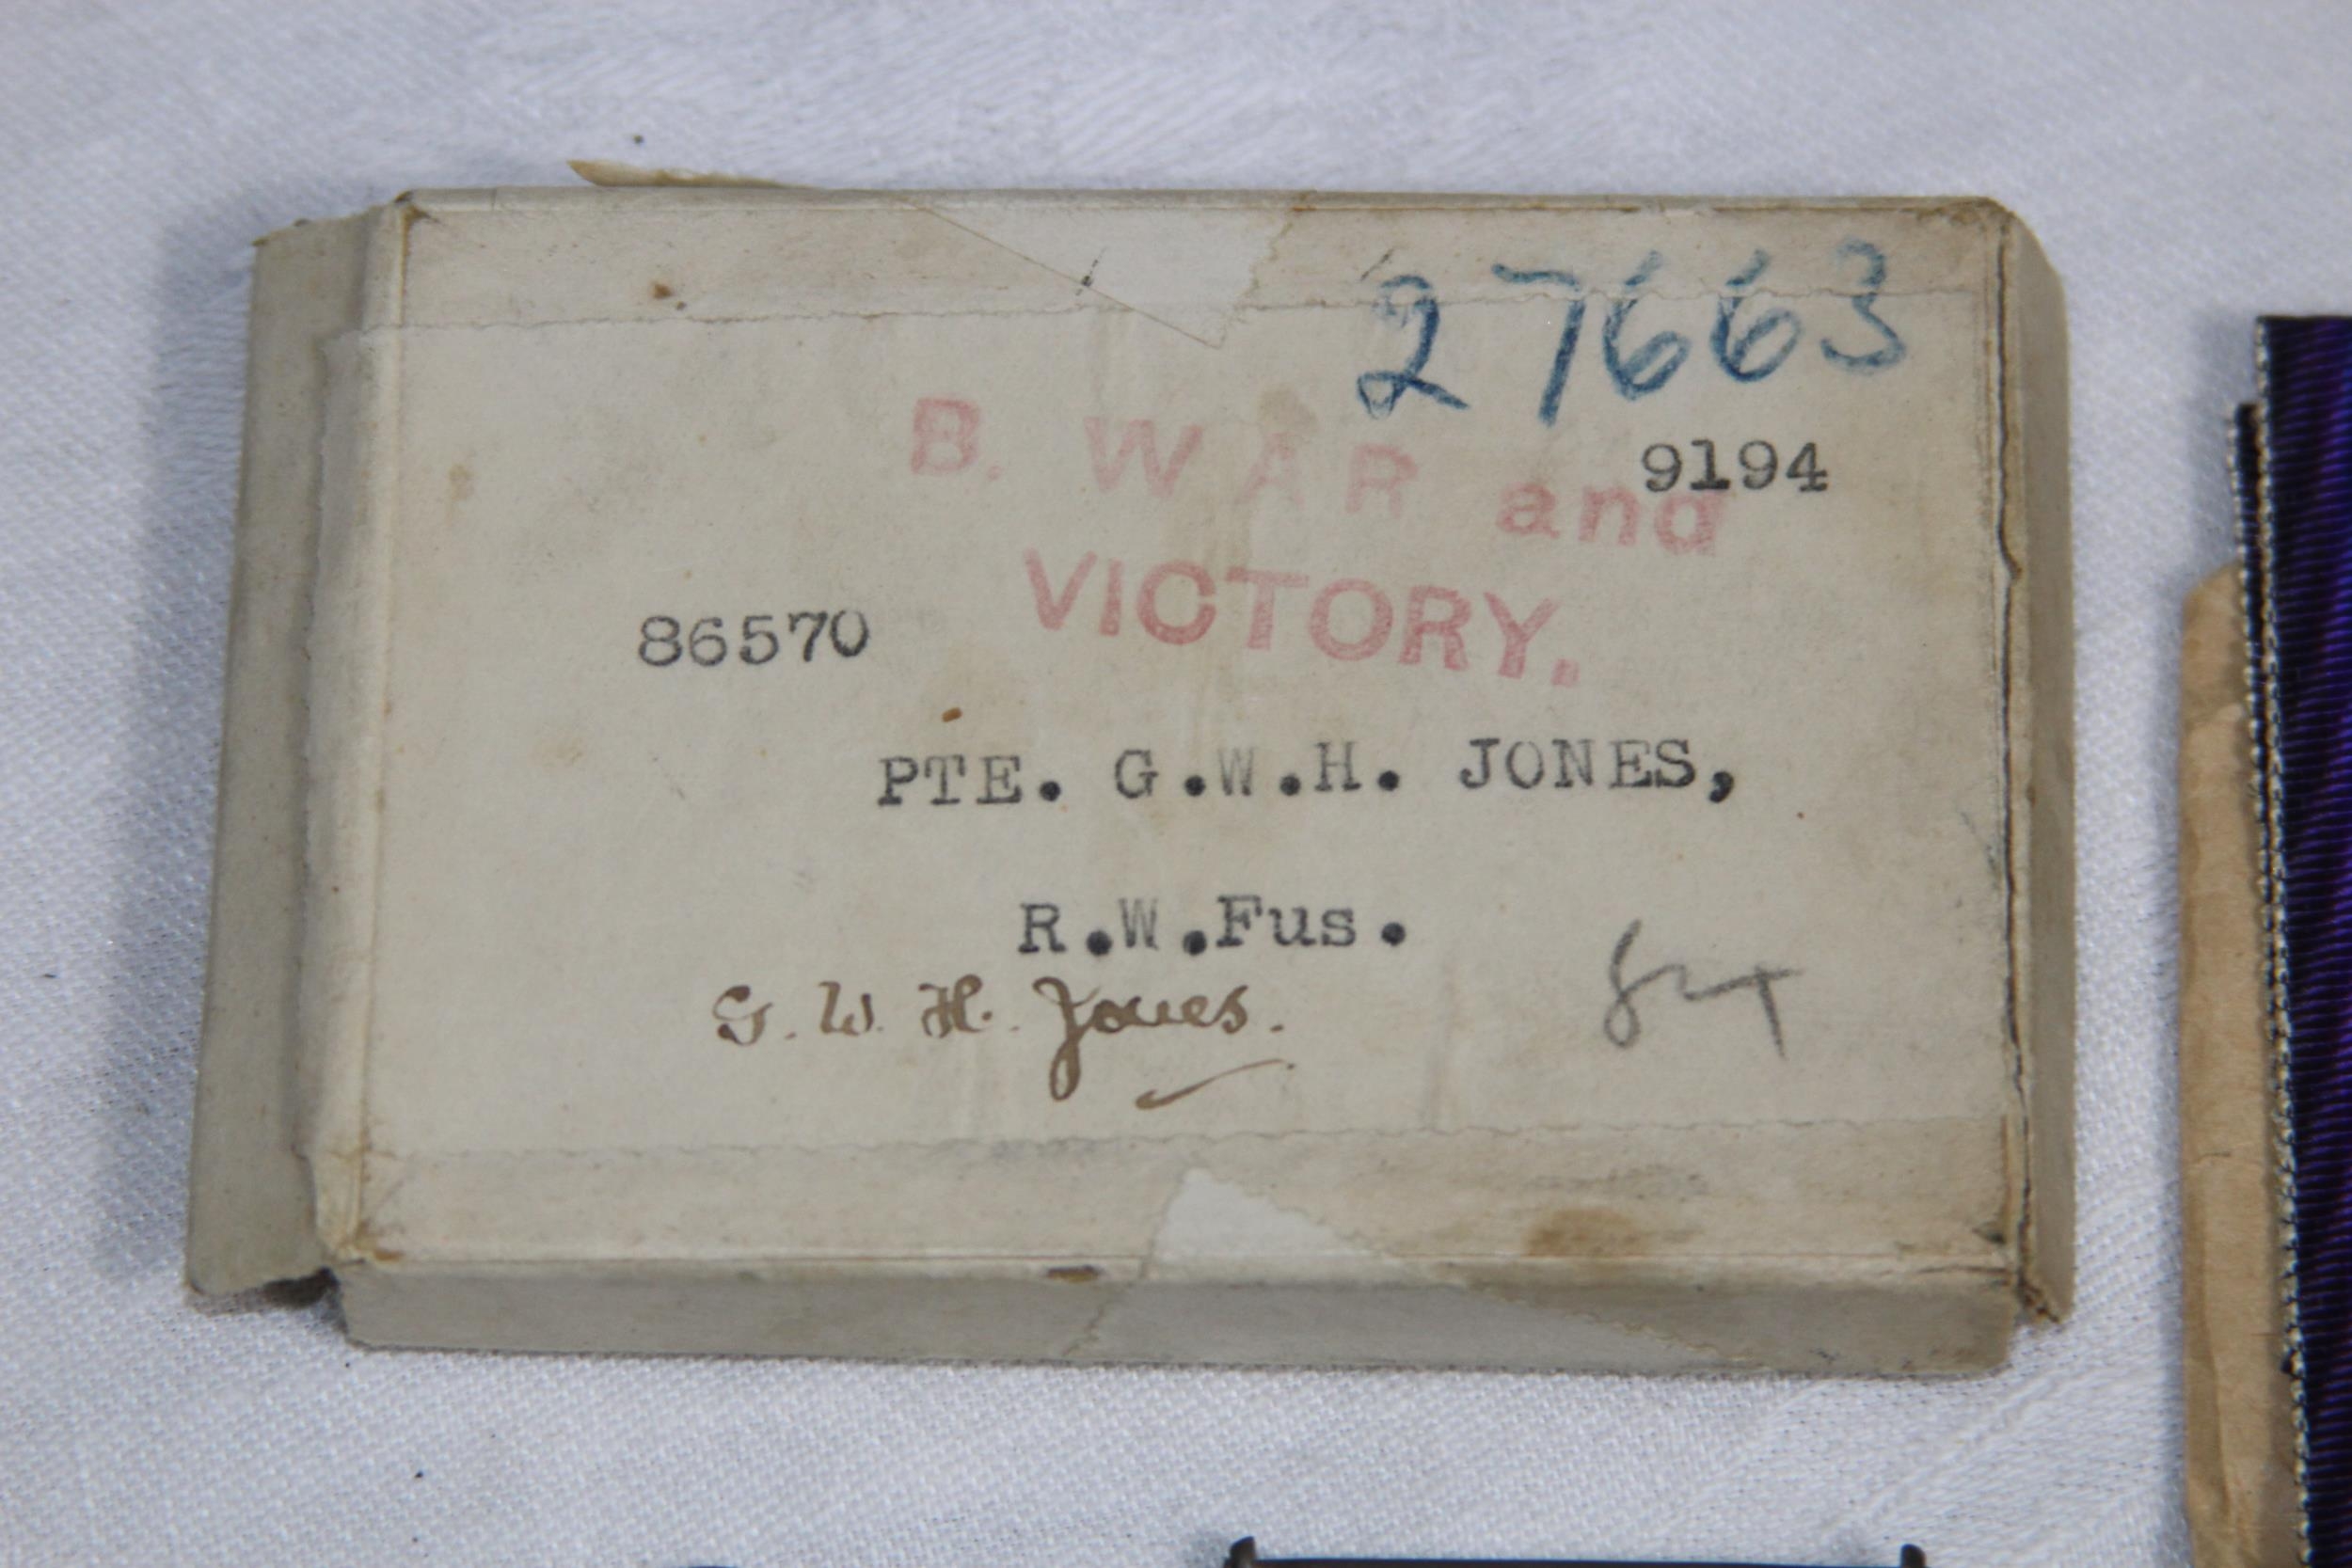 27663
9194
B. WAR and
VICTORY.
86570
PTE. G.W.H. JONES,
R.W.Fus.
G. W. H. Jones.